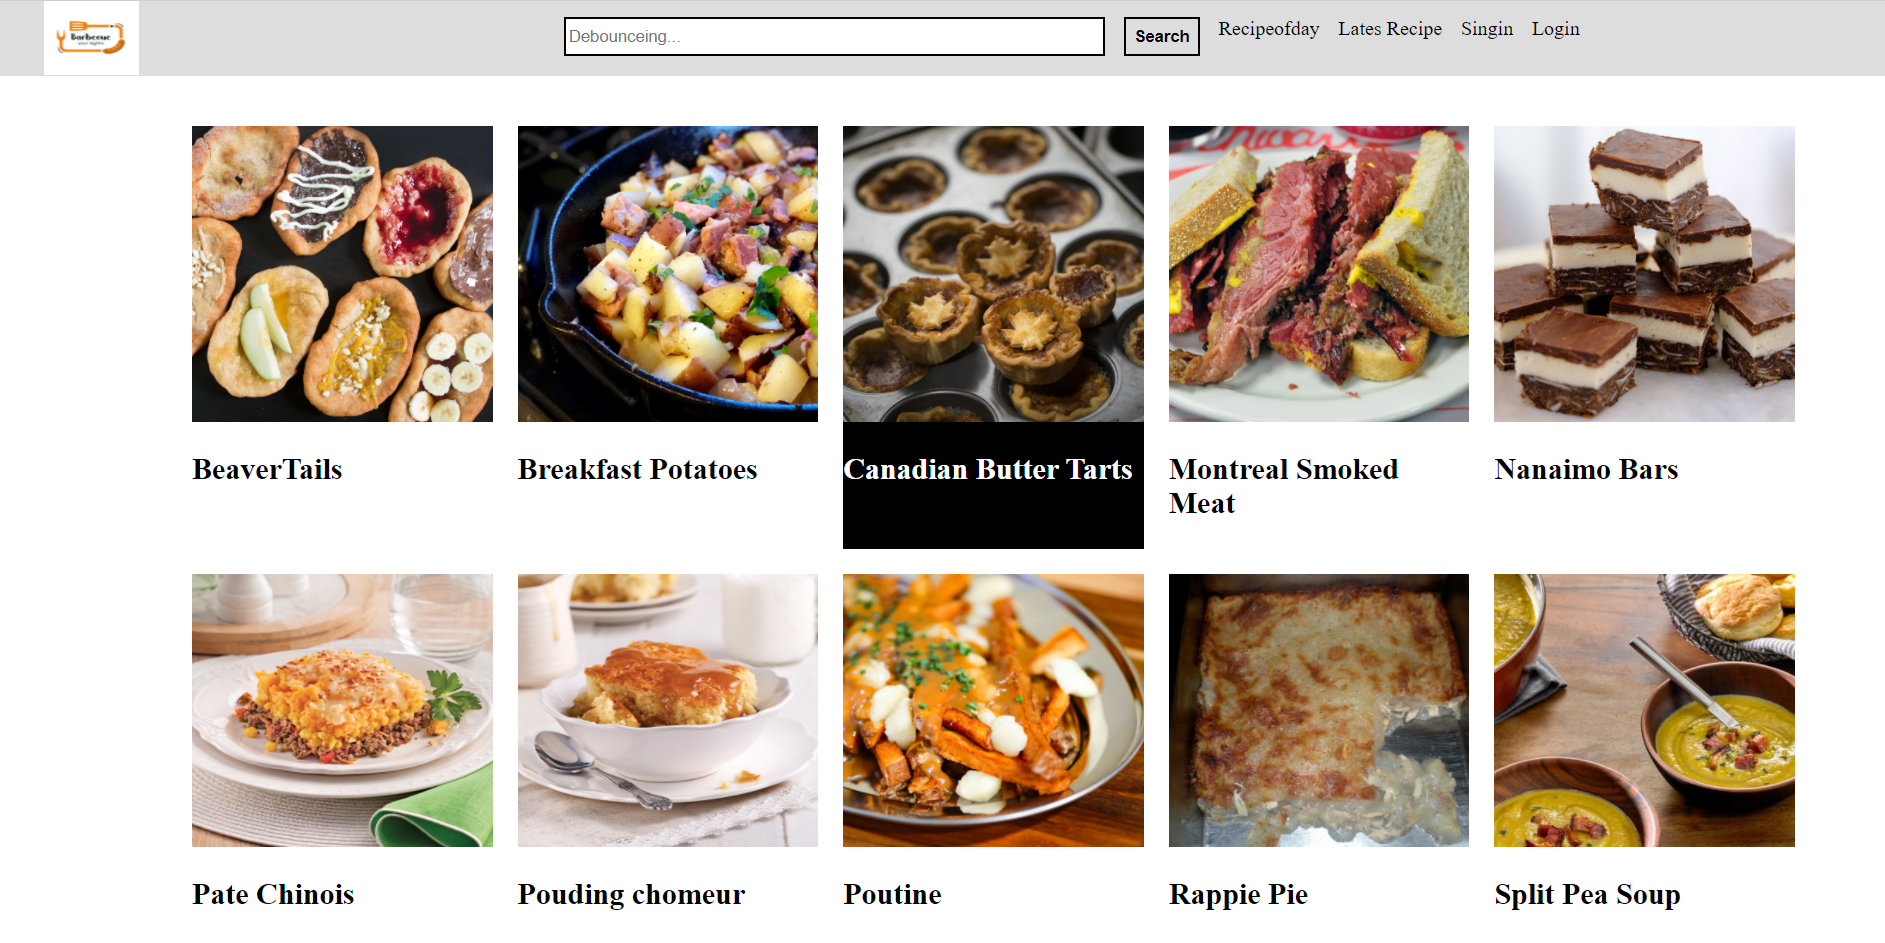 Barbecue
Debounceing...
Search
Recipeofday
Lates Recipe
Singin
Login
BeaverTails
Breakfast Potatoes
Canadian Butter Tarts
Montreal Smoked
Meat
Nanaimo Bars
Pate Chinois
Pouding chomeur
Poutine
Rappie Pie
Split Pea Soup